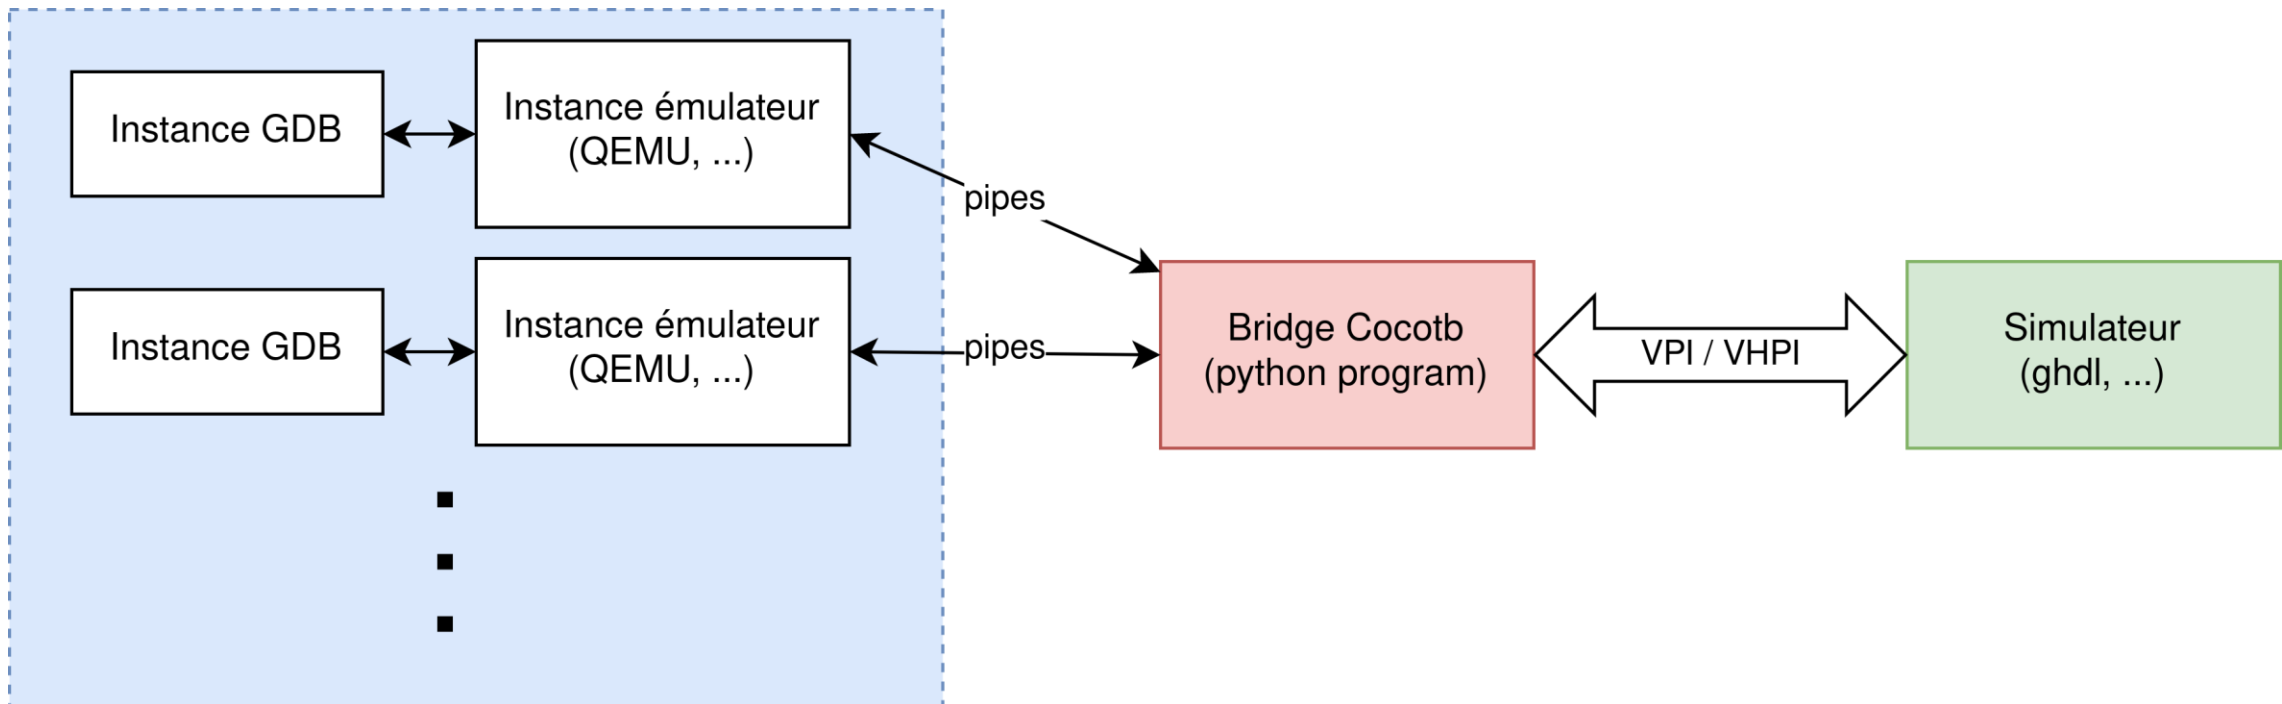 Instance GDB
Instance émulateur
(QEMU, ...)
pipes
Instance GDB
Instance émulateur
(QEMU, ...)
pipes
Bridge Cocotb
(python program)
VPI / VHPI
Simulateur
(ghdl, ...)